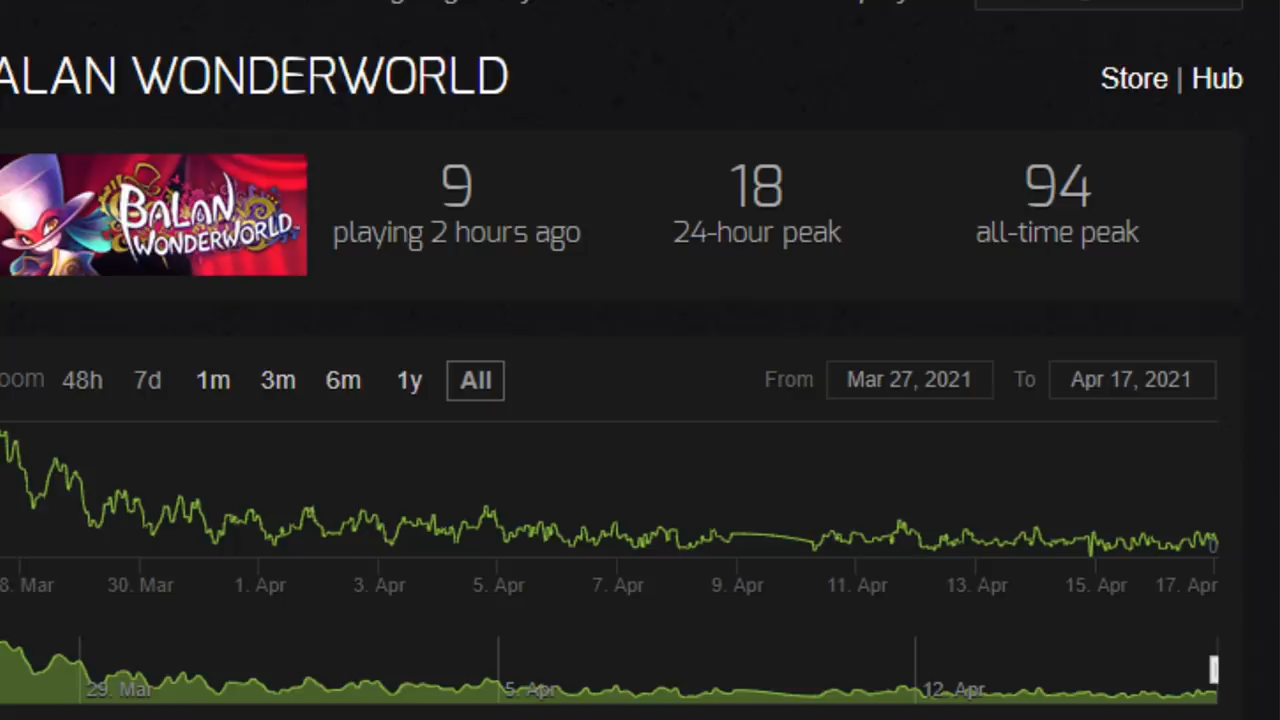 ALAN WONDERWORLD
Store | Hub
BALAN WONDERWORLD
9
playing 2 hours ago
18
24-hour peak
94
all-time peak
oom 48h 7d 1m 3m 6m 1y All
From Mar 27, 2021 To Apr 17, 2021
0
8. Mar 30. Mar 1. Apr 3. Apr 5. Apr 7. Apr 9. Apr 11. Apr 13. Apr 15. Apr 17. Apr
29. Mar 5. Apr 12. Apr